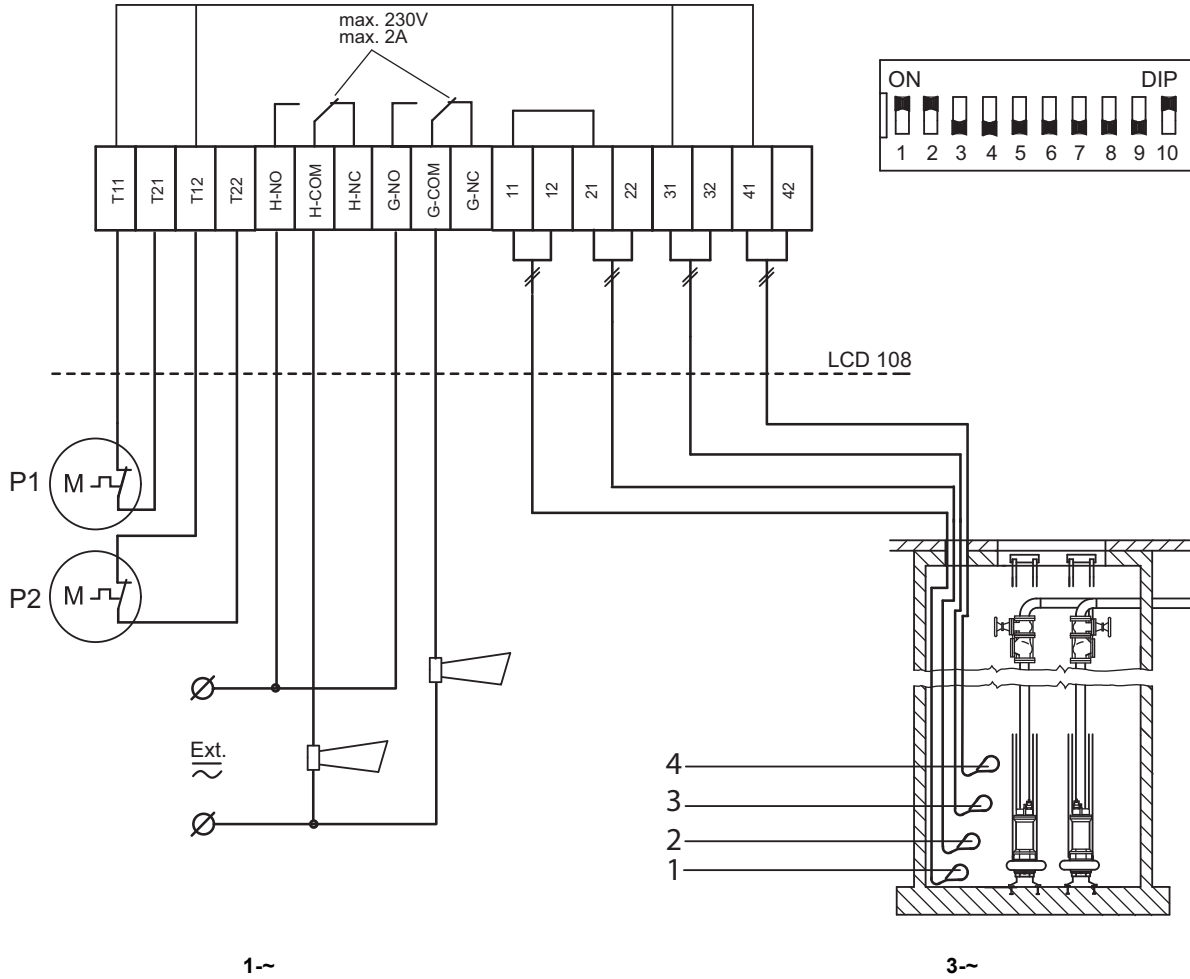 max. 230V
max. 2A
ON DIP
1 2 3 4 5 6 7 8 9 10
T11 T21 T12 T22 H-NO H-COM H-NC G-NO G-COM G-NC 11 12 21 22 31 32 41 42
LCD 108
P1 M
P2 M
Ext.
4
3
2
1
1-~ 3-~